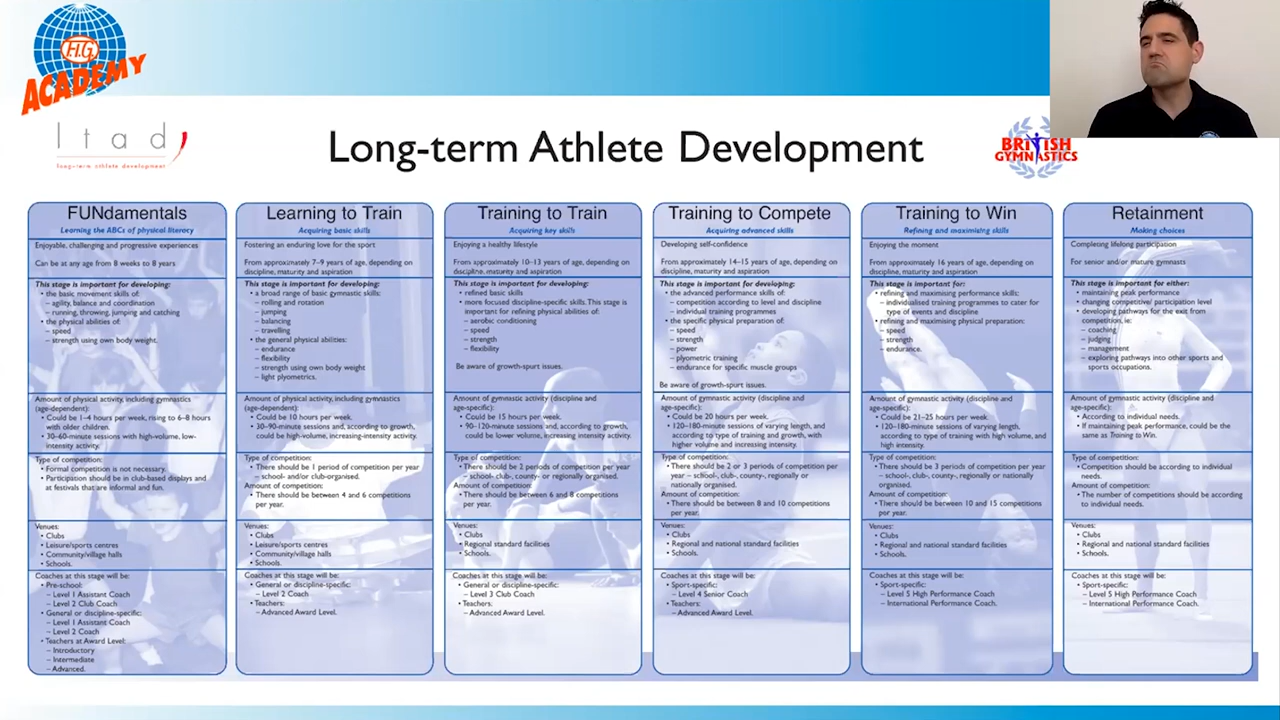 F.I.G.
ACADEMY
ltad
long-term athlete development
Long-term Athlete Development
BRITISH
GYMNASTICS
FUNdamentals
Learning the ABCs of physical literacy
Enjoyable, challenging and progressive experiences
Can be at any age from 8 weeks to 8 years
This stage is important for developing:
• the basic movement skills of:
– agility, balance and coordination
– running, throwing, jumping and catching
• the physical abilities of:
– speed
– strength using own body weight.
Amount of physical activity, including gymnastics
(age-dependent):
• Could be 1–4 hours per week, rising to 6–8 hours
with older children.
• 30–60-minute sessions with high-volume, low-
intensity activity.
Type of competition:
• Formal competition is not necessary.
• Participation should be in club-based displays and
at festivals that are informal and fun.
Venues:
• Clubs
• Leisure/sports centres
• Community/village halls
• Schools.
Coaches at this stage will be:
• Pre-school:
– Level 1 Assistant Coach
– Level 2 Club Coach
• General or discipline-specific:
– Level 1 Assistant Coach
– Level 2 Coach
• Teachers at Award Level:
– Introductory
– Intermediate
– Advanced.
Learning to Train
Acquiring basic skills
Fostering an enduring love for the sport
From approximately 7–9 years of age, depending on
discipline, maturity and aspiration
This stage is important for developing:
• a broad range of basic gymnastic skills:
– rolling and rotation
– jumping
– balancing
– travelling
• the general physical abilities:
– endurance
– flexibility
– strength using own body weight
– light plyometrics.
Amount of physical activity, including gymnastics
(age-dependent):
• Could be 10 hours per week.
• 30–90-minute sessions and, according to growth,
could be high-volume, increasing-intensity activity.
Type of competition:
• There should be 1 period of competition per year
– school- and/or club-organised.
Amount of competition:
• There should be between 4 and 6 competitions
per year.
Venues:
• Clubs
• Leisure/sports centres
• Community/village halls
• Schools.
Coaches at this stage will be:
• General or discipline-specific:
– Level 2 Coach
• Teachers:
– Advanced Award Level.
Training to Train
Acquiring key skills
Enjoying a healthy lifestyle
From approximately 10–13 years of age, depending on
discipline, maturity and aspiration
This stage is important for developing:
• refined basic skills
• more focused discipline-specific skills. This stage is
important for refining physical abilities of:
– aerobic conditioning
– speed
– strength
– flexibility
Be aware of growth-spurt issues.
Amount of gymnastic activity (discipline and
age-specific):
• Could be 15 hours per week.
• 90–120-minute sessions and, according to growth,
could be lower volume, increasing intensity activity.
Type of competition:
• There should be 2 periods of competition per year
– school-, club-, county- or regionally organised.
Amount of competition:
• There should be between 6 and 8 competitions
per year.
Venues:
• Clubs
• Regional standard facilities
• Schools.
Coaches at this stage will be:
• General or discipline-specific:
– Level 3 Club Coach
• Teachers:
– Advanced Award Level.
Training to Compete
Acquiring advanced skills
Developing self-confidence
From approximately 14–15 years of age, depending on
discipline, maturity and aspiration
This stage is important for developing:
• the advanced performance skills of:
– competition according to level and discipline
– individual training programmes
• the specific physical preparation of:
– speed
– strength
– power
– plyometric training
– endurance for specific muscle groups
Be aware of growth-spurt issues.
Amount of gymnastic activity (discipline and
age-specific):
• Could be 20 hours per week.
• 120–180-minute sessions of varying length, and
according to type of training and growth, with
higher volume and increasing intensity.
Type of competition:
• There should be 2 or 3 periods of competition per
year – school-, club-, county-, regionally or
nationally organised.
Amount of competition:
• There should be between 8 and 10 competitions
per year.
Venues:
• Clubs
• Regional and national standard facilities
• Schools.
Coaches at this stage will be:
• Sport-specific:
– Level 4 Senior Coach
• Teachers:
– Advanced Award Level.
Training to Win
Refining and maximising skills
Enjoying the moment
From approximately 16 years of age, depending on
discipline, maturity and aspiration
This stage is important for:
• refining and maximising performance skills:
– individualised training programmes to cater for
type of events and discipline
• refining and maximising physical preparation:
– speed
– strength
– endurance.
Amount of gymnastic activity (discipline and
age-specific):
• Could be 21–25 hours per week.
• 120–180-minute sessions of varying length,
according to type of training with high volume, and
high intensity.
Type of competition:
• There should be 3 periods of competition per year
– school-, club-, county-, regionally or nationally
organised.
Amount of competition:
• There should be between 10 and 15 competitions
per year.
Venues:
• Clubs
• Regional and national standard facilities
• Schools.
Coaches at this stage will be:
• Sport-specific:
– Level 5 High Performance Coach
– International Performance Coach.
Retainment
Making choices
Completing lifelong participation
For senior and/or mature gymnasts
This stage is important for either:
• maintaining peak performance
• changing competitive/ participation level
• developing pathways for the exit from
competition, ie:
– coaching
– judging
– management
– exploring pathways into other sports and
sports occupations.
Amount of gymnastic activity (discipline and
age-specific):
• According to individual needs.
• If maintaining peak performance, could be the
same as Training to Win.
Type of competition:
• Competition should be according to individual
needs.
Amount of competition:
• The number of competitions should be according
to individual needs.
Venues:
• Clubs
• Regional and national standard facilities
• Schools.
Coaches at this stage will be:
• Sport-specific:
– Level 5 High Performance Coach
– International Performance Coach.